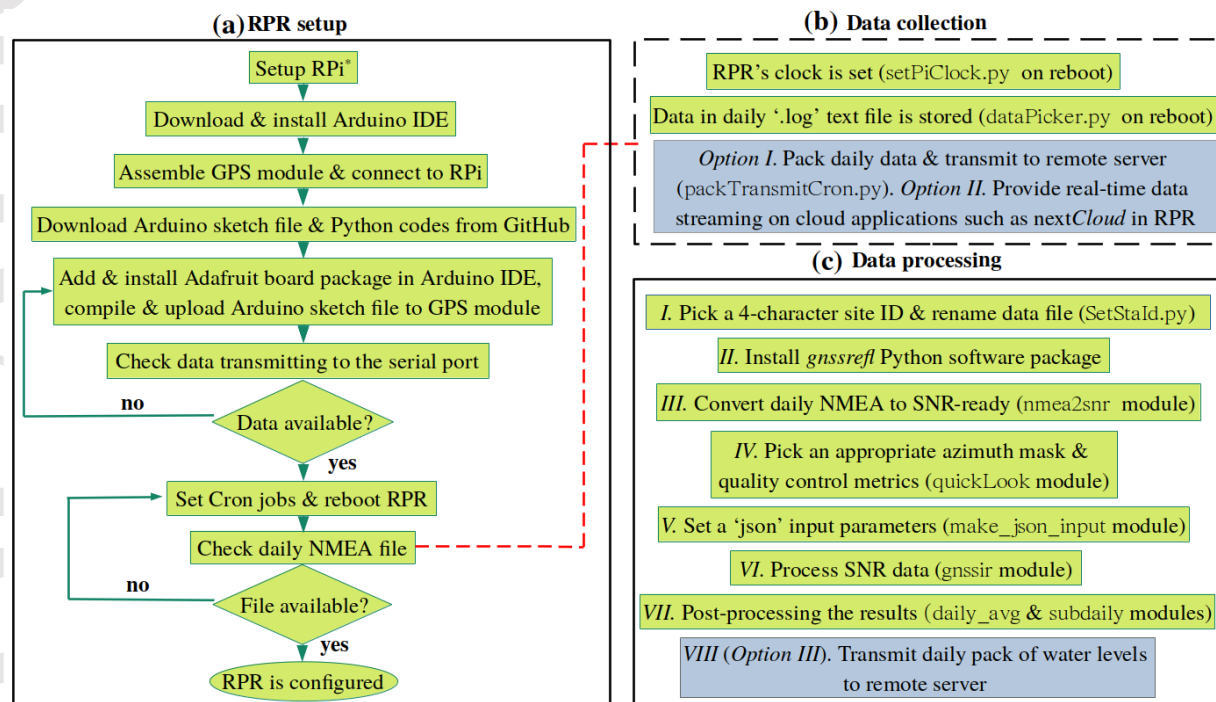 (a) RPR setup
Setup RPi*
Download & install Arduino IDE
Assemble GPS module & connect to RPi
Download Arduino sketch file & Python codes from GitHub
Add & install Adafruit board package in Arduino IDE,
compile & upload Arduino sketch file to GPS module
Check data transmitting to the serial port
no
Data available?
yes
Set Cron jobs & reboot RPR
Check daily NMEA file
no
File available?
yes
RPR is configured
(b) Data collection
RPR's clock is set (setPiClock.py on reboot)
Data in daily '.log' text file is stored (dataPicker.py on reboot)
Option I. Pack daily data & transmit to remote server
(packTransmitCron.py). Option II. Provide real-time data
streaming on cloud applications such as nextCloud in RPR
(c) Data processing
I. Pick a 4-character site ID & rename data file (SetStaId.py)
II. Install gnssrefl Python software package
III. Convert daily NMEA to SNR-ready (nmea2snr module)
IV. Pick an appropriate azimuth mask &
quality control metrics (quickLook module)
V. Set a 'json' input parameters (make_json_input module)
VI. Process SNR data (gnssir module)
VII. Post-processing the results (daily_avg & subdaily modules)
VIII (Option III). Transmit daily pack of water levels
to remote server